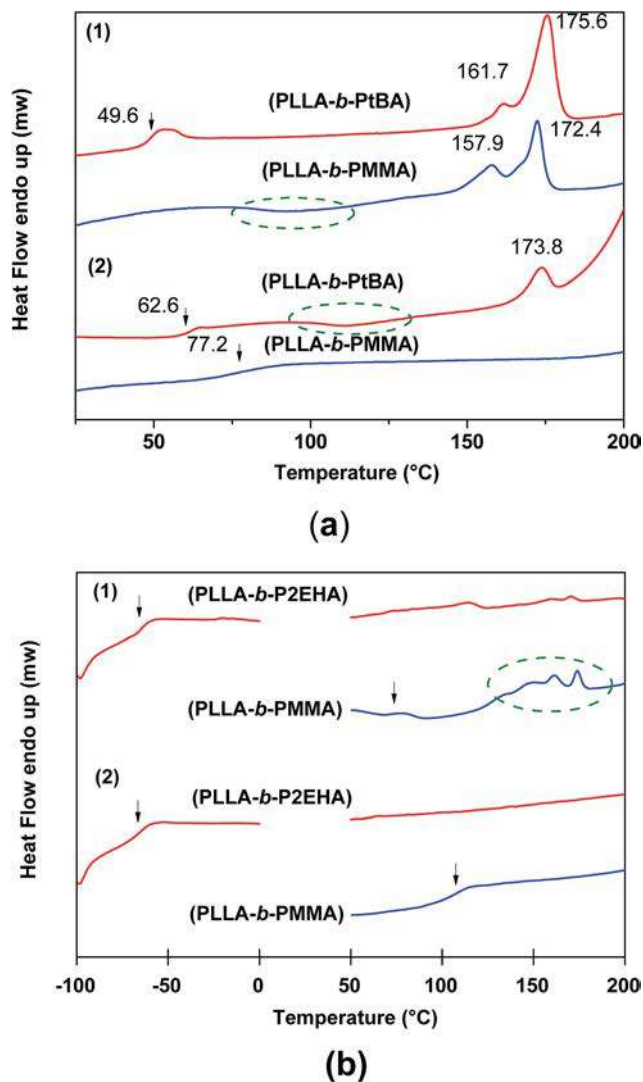 (1)
175.6
161.7
(PLLA-b-PtBA)
49.6
172.4
157.9
(PLLA-b-PMMA)
(2)
173.8
(PLLA-b-PtBA)
62.6
77.2
(PLLA-b-PMMA)
Heat Flow endo up (mw)
50
100
150
200
Temperature (°C)
(a)
(1)
(PLLA-b-P2EHA)
(PLLA-b-PMMA)
(2)
(PLLA-b-P2EHA)
(PLLA-b-PMMA)
Heat Flow endo up (mw)
-100
-50
0
50
100
150
200
Temperature (°C)
(b)